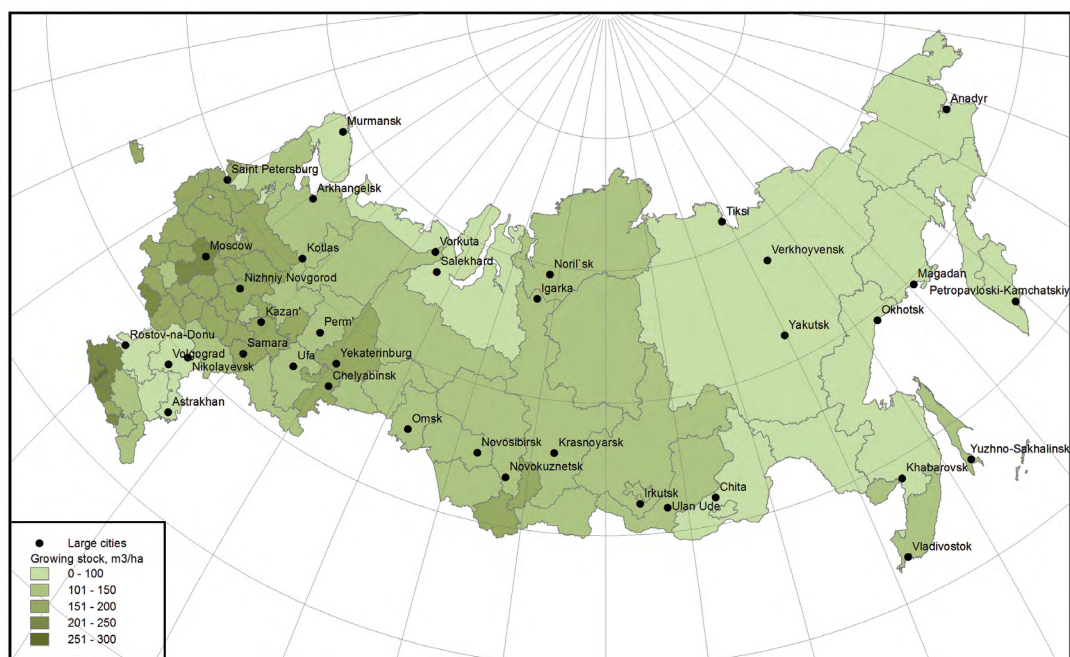 Anadyr
Murmansk
Saint Petersburg
Arkhangelsk
Tiksi
Moscow
Kotlas
Vorkuta
Verkhoyvensk
Salekhard
Noril`sk
Nizhniy Novgorod
Magadan
Igarka
Petropavloski-Kamchatskiy
Okhotsk
Kazan'
Perm'
Yakutsk
Rostov-na-Donu
Samara
Yekaterinburg
Volgograd
Ufa
Nikolayevsk
Chelyabinsk
Astrakhan
Omsk
Novosibirsk
Krasnoyarsk
Yuzhno-Sakhalinsk
Novokuznetsk
Khabarovsk
Chita
Irkutsk
Ulan Ude
Vladivostok
Large cities
Growing stock, m3/ha
0 - 100
101 - 150
151 - 200
201 - 250
251 - 300